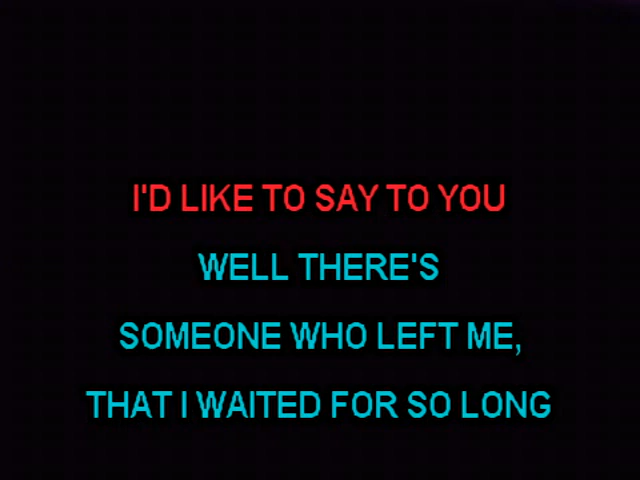 I'D LIKE TO SAY TO YOU
WELL THERE'S
SOMEONE WHO LEFT ME,
THAT I WAITED FOR SO LONG